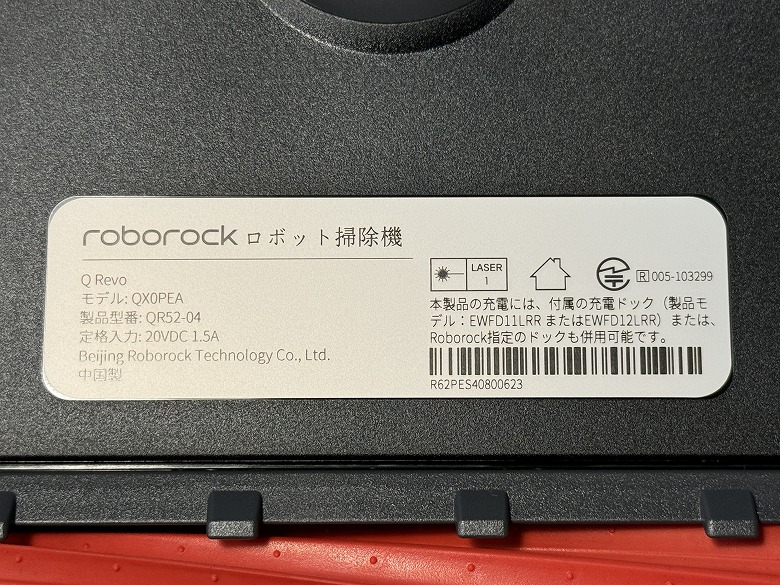 roborock ロボット掃除機
Q Revo
モデル: QX0PEA
製品型番: QR52-04
定格入力: 20VDC 1.5A
Beijing Roborock Technology Co., Ltd.
中国製
LASER
1
R 005-103299
本製品の充電には、付属の充電ドック（製品モ
デル：EWFD11LRR またはEWFD12LRR）または、
Roborock指定のドックも併用可能です。
R62PES40800623